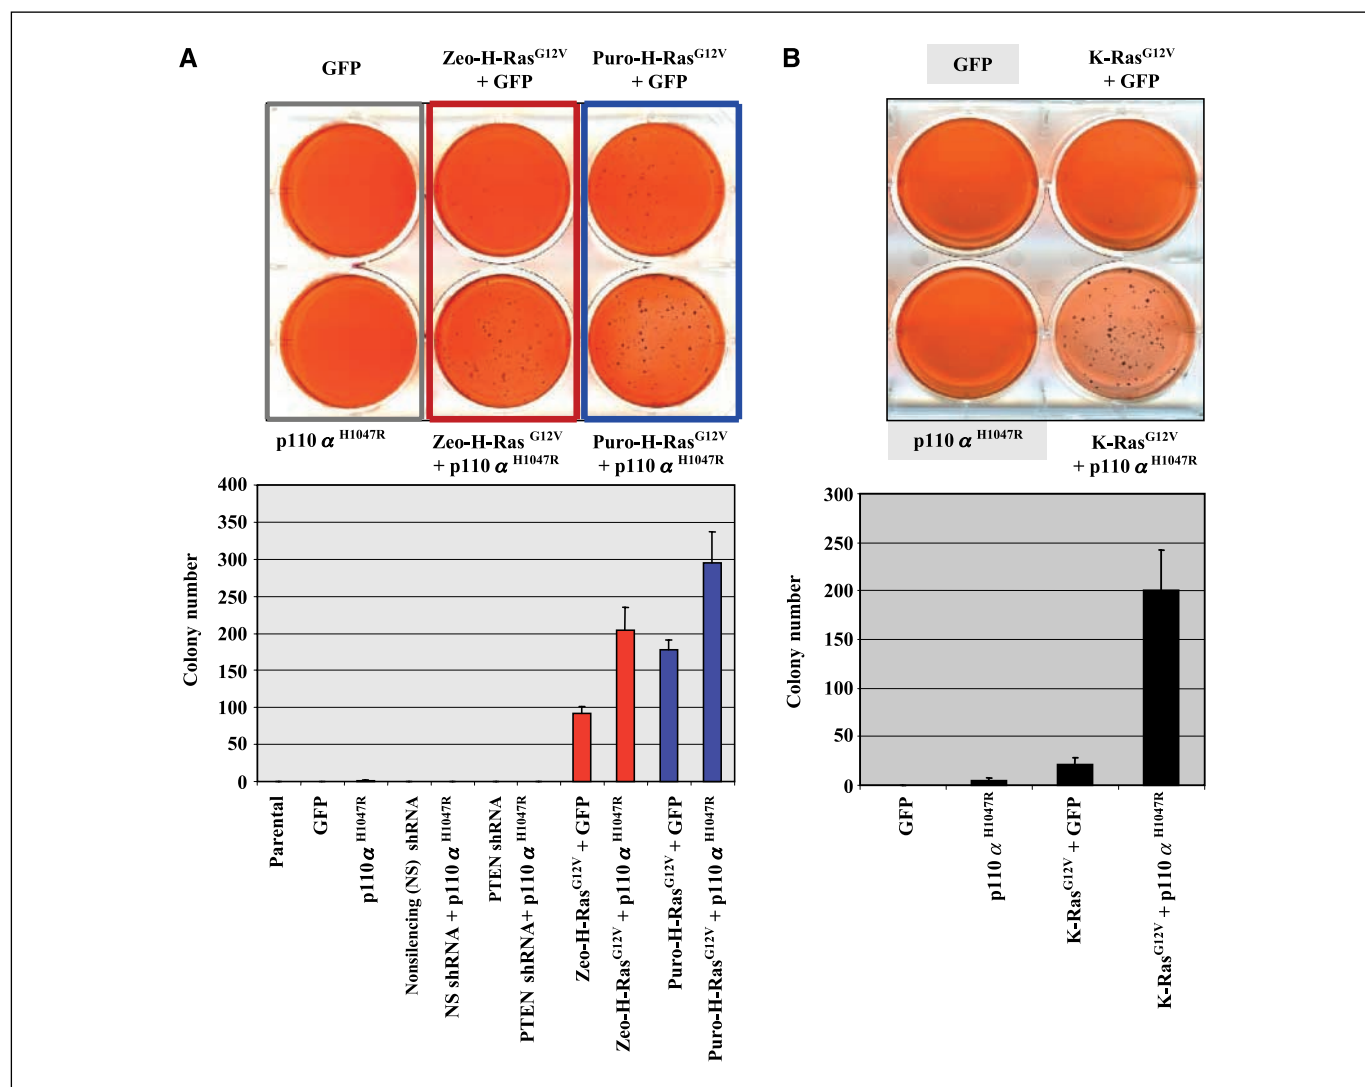 A
GFP
Zeo-H-Ras^G12V
+ GFP
Puro-H-Ras^G12V
+ GFP
p110 α ^H1047R
Zeo-H-Ras ^G12V
+ p110 α ^H1047R
Puro-H-Ras^G12V
+ p110 α ^H1047R
Colony number
400
350
300
250
200
150
100
50
0
Parental
GFP
p110α ^H1047R
Nonsilencing (NS) shRNA
NS shRNA + p110 α ^H1047R
PTEN shRNA
PTEN shRNA+ p110 α ^H1047R
Zeo-H-Ras^G12V + GFP
Zeo-H-Ras^G12V + p110 α ^H1047R
Puro-H-Ras^G12V + GFP
Puro-H-Ras^G12V + p110 α ^H1047R
B
GFP
K-Ras^G12V
+ GFP
p110 α ^H1047R
K-Ras^G12V
+ p110 α ^H1047R
Colony number
300
250
200
150
100
50
0
GFP
p110 α ^H1047R
K-Ras^G12V + GFP
K-Ras^G12V + p110 α ^H1047R